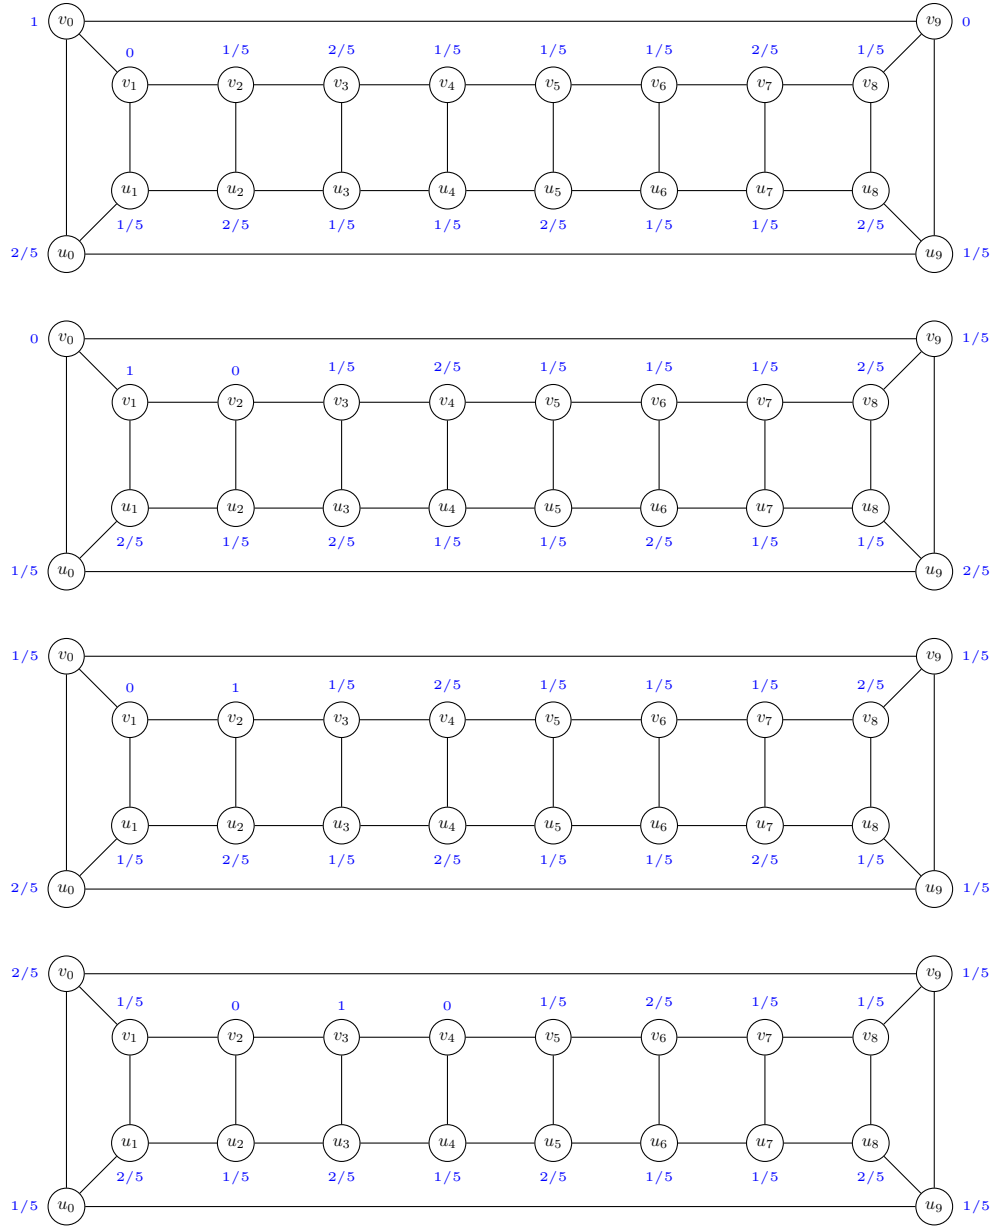 1 v₀ v₉ 0
0 1/5 2/5 1/5 1/5 1/5 2/5 1/5
v₁ v₂ v₃ v₄ v₅ v₆ v₇ v₈
u₁ u₂ u₃ u₄ u₅ u₆ u₇ u₈
1/5 2/5 1/5 1/5 2/5 1/5 1/5 2/5
2/5 u₀ u₉ 1/5
0 v₀ v₉ 1/5
1 0 1/5 2/5 1/5 1/5 1/5 2/5
v₁ v₂ v₃ v₄ v₅ v₆ v₇ v₈
u₁ u₂ u₃ u₄ u₅ u₆ u₇ u₈
2/5 1/5 2/5 1/5 1/5 2/5 1/5 1/5
1/5 u₀ u₉ 2/5
1/5 v₀ v₉ 1/5
0 1 1/5 2/5 1/5 1/5 1/5 2/5
v₁ v₂ v₃ v₄ v₅ v₆ v₇ v₈
u₁ u₂ u₃ u₄ u₅ u₆ u₇ u₈
1/5 2/5 1/5 2/5 1/5 1/5 2/5 1/5
2/5 u₀ u₉ 1/5
2/5 v₀ v₉ 1/5
1/5 0 1 0 1/5 2/5 1/5 1/5
v₁ v₂ v₃ v₄ v₅ v₆ v₇ v₈
u₁ u₂ u₃ u₄ u₅ u₆ u₇ u₈
2/5 1/5 2/5 1/5 2/5 1/5 1/5 2/5
1/5 u₀ u₉ 1/5